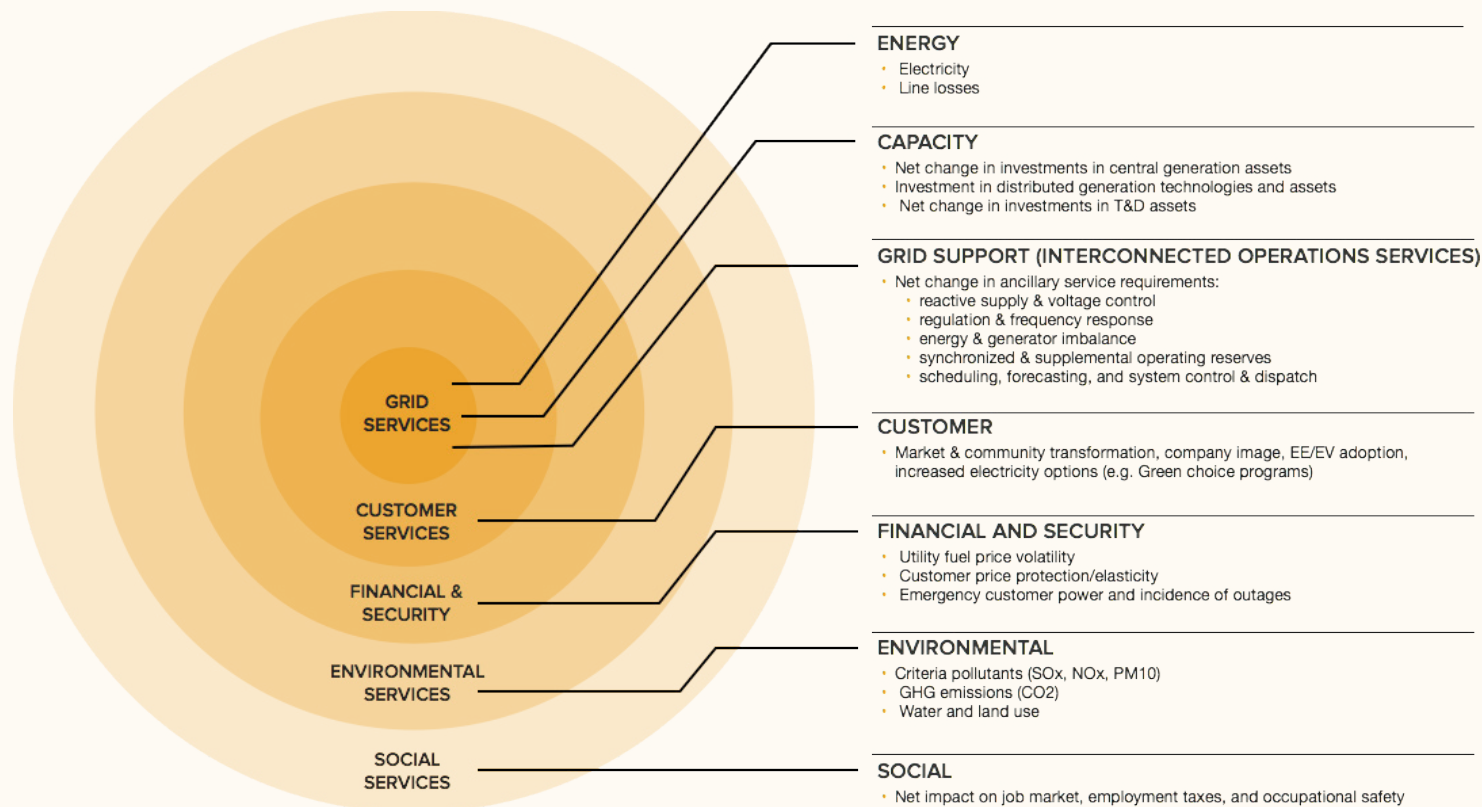 GRID
SERVICES
CUSTOMER
SERVICES
FINANCIAL &
SECURITY
ENVIRONMENTAL
SERVICES
SOCIAL
SERVICES
ENERGY
• Electricity
• Line losses
CAPACITY
• Net change in investments in central generation assets
• Investment in distributed generation technologies and assets
• Net change in investments in T&D assets
GRID SUPPORT (INTERCONNECTED OPERATIONS SERVICES)
• Net change in ancillary service requirements:
• reactive supply & voltage control
• regulation & frequency response
• energy & generator imbalance
• synchronized & supplemental operating reserves
• scheduling, forecasting, and system control & dispatch
CUSTOMER
• Market & community transformation, company image, EE/EV adoption,
increased electricity options (e.g. Green choice programs)
FINANCIAL AND SECURITY
• Utility fuel price volatility
• Customer price protection/elasticity
• Emergency customer power and incidence of outages
ENVIRONMENTAL
• Criteria pollutants (SOx, NOx, PM10)
• GHG emissions (CO2)
• Water and land use
SOCIAL
• Net impact on job market, employment taxes, and occupational safety